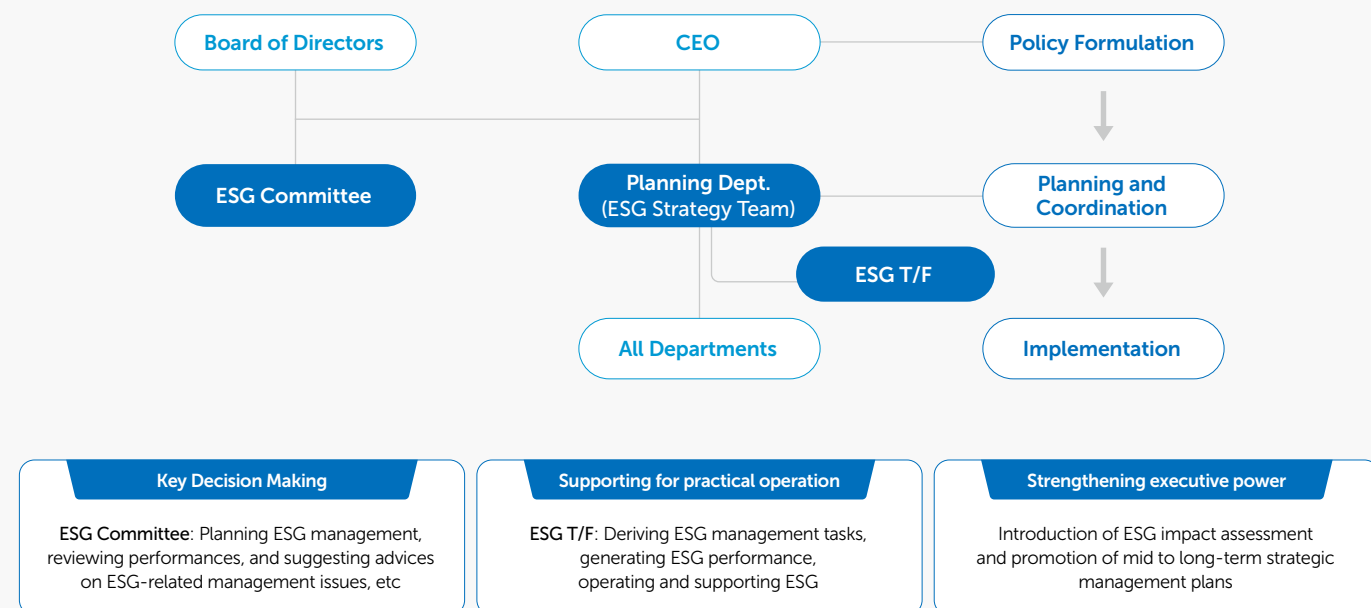 Board of Directors
CEO
Policy Formulation
ESG Committee
Planning Dept.
(ESG Strategy Team)
Planning and
Coordination
ESG T/F
All Departments
Implementation
Key Decision Making
ESG Committee: Planning ESG management,
reviewing performances, and suggesting advices
on ESG-related management issues, etc
Supporting for practical operation
ESG T/F: Deriving ESG management tasks,
generating ESG performance,
operating and supporting ESG
Strengthening executive power
Introduction of ESG impact assessment
and promotion of mid to long-term strategic
management plans